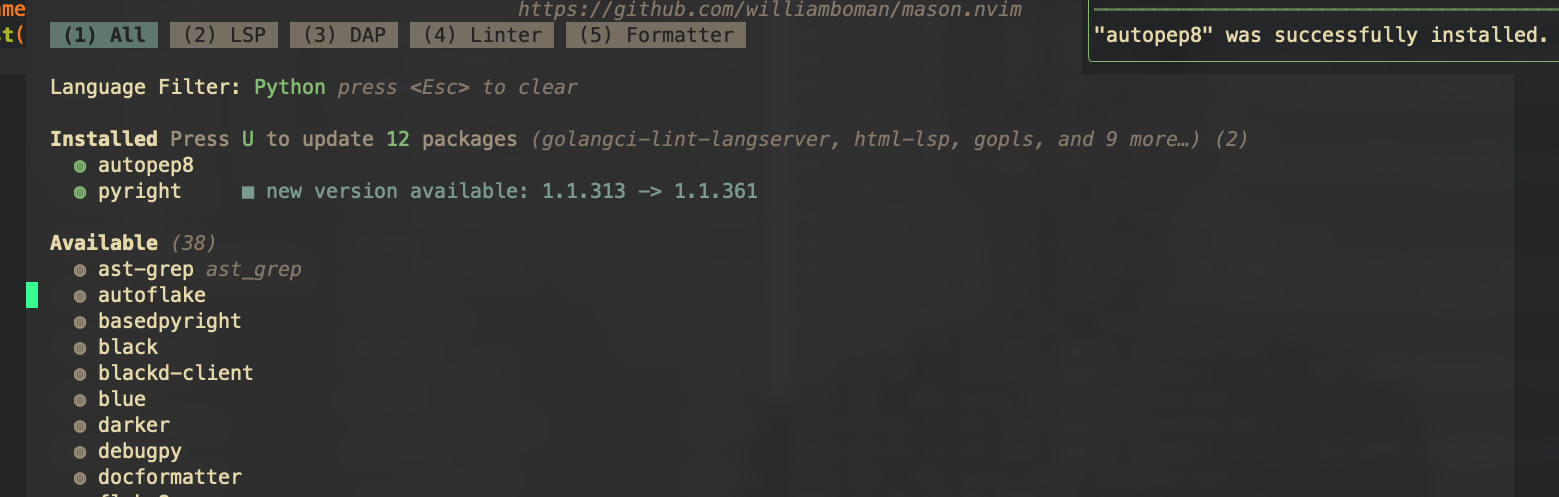 ame
https://github.com/williamboman/mason.nvim
st( (1) All (2) LSP (3) DAP (4) Linter (5) Formatter
"autopep8" was successfully installed.
Language Filter: Python press <Esc> to clear
Installed Press U to update 12 packages (golangci-lint-langserver, html-lsp, gopls, and 9 more…) (2)
◍ autopep8
◍ pyright ■ new version available: 1.1.313 -> 1.1.361
Available (38)
◍ ast-grep ast_grep
◍ autoflake
◍ basedpyright
◍ black
◍ blackd-client
◍ blue
◍ darker
◍ debugpy
◍ docformatter